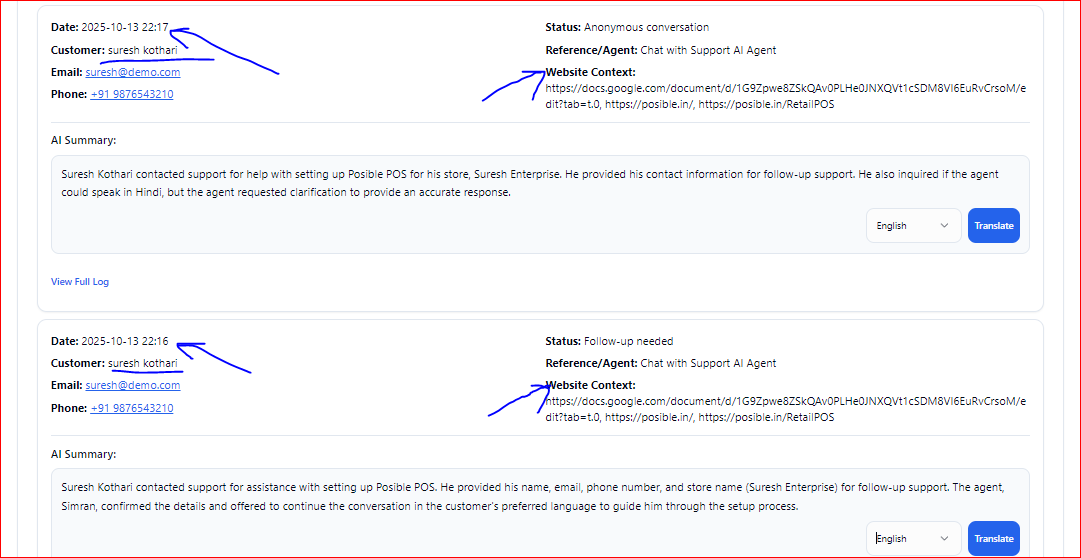 Date: 2025-10-13 22:17
Status: Anonymous conversation
Customer: suresh kothari
Reference/Agent: Chat with Support AI Agent
Email: suresh@demo.com
Website Context:
https://docs.google.com/document/d/1G9Zpwe8ZSkQAv0PLHe0JNXQVt1cSDM8Vl6EuRvCrsoM/e
dit?tab=t.0, https://posible.in/, https://posible.in/RetailPOS
Phone: +91 9876543210
AI Summary:
Suresh Kothari contacted support for help with setting up Posible POS for his store, Suresh Enterprise. He provided his contact information for follow-up support. He also inquired if the agent
could speak in Hindi, but the agent requested clarification to provide an accurate response.
English
Translate
View Full Log
Date: 2025-10-13 22:16
Status: Follow-up needed
Customer: suresh kothari
Reference/Agent: Chat with Support AI Agent
Email: suresh@demo.com
Website Context:
https://docs.google.com/document/d/1G9Zpwe8ZSkQAv0PLHe0JNXQVt1cSDM8Vl6EuRvCrsoM/e
dit?tab=t.0, https://posible.in/, https://posible.in/RetailPOS
Phone: +91 9876543210
AI Summary:
Suresh Kothari contacted support for assistance with setting up Posible POS. He provided his name, email, phone number, and store name (Suresh Enterprise) for follow-up support. The agent,
Simran, confirmed the details and offered to continue the conversation in the customer's preferred language to guide him through the setup process.
English
Translate